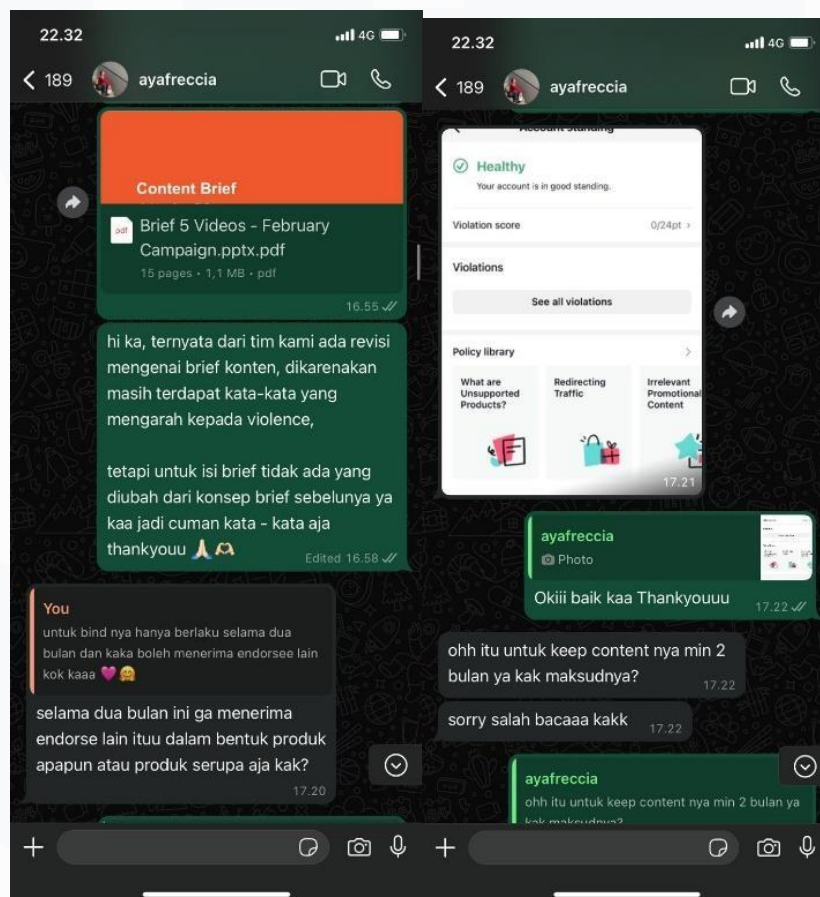 22.32
4G
189
ayafreccia
Content Brief
pdf
Brief 5 Videos - February
Campaign.pptx.pdf
15 pages • 1,1 MB • pdf
16.55
hi ka, ternyata dari tim kami ada revisi
mengenai brief konten, dikarenakan
masih terdapat kata-kata yang
mengarah kepada violence,
tetapi untuk isi brief tidak ada yang
diubah dari konsep brief sebelunya ya
kaa jadi cuman kata - kata aja
thankyouu 🙏🏻 🫶🏻
Edited 16.58
You
untuk bind nya hanya berlaku selama dua
bulan dan kaka boleh menerima endorsee lain
kok kaaa 💜🤗
selama dua bulan ini ga menerima
endorse lain ituu dalam bentuk produk
apapun atau produk serupa aja kak?
17.20
22.32
4G
189
ayafreccia
Account standing
Healthy
Your account is in good standing.
Violation score
0/24pt
Violations
See all violations
Policy library
What are
Unsupported
Products?
Redirecting
Traffic
Irrelevant
Promotional
Content
17.21
ayafreccia
Photo
Okiii baik kaa Thankyouuu
17.22
ohh itu untuk keep content nya min 2
bulan ya kak maksudnya?
17.22
sorry salah bacaaa kakk
17.22
ayafreccia
ohh itu untuk keep content nya min 2 bulan ya
kak maksudnya?